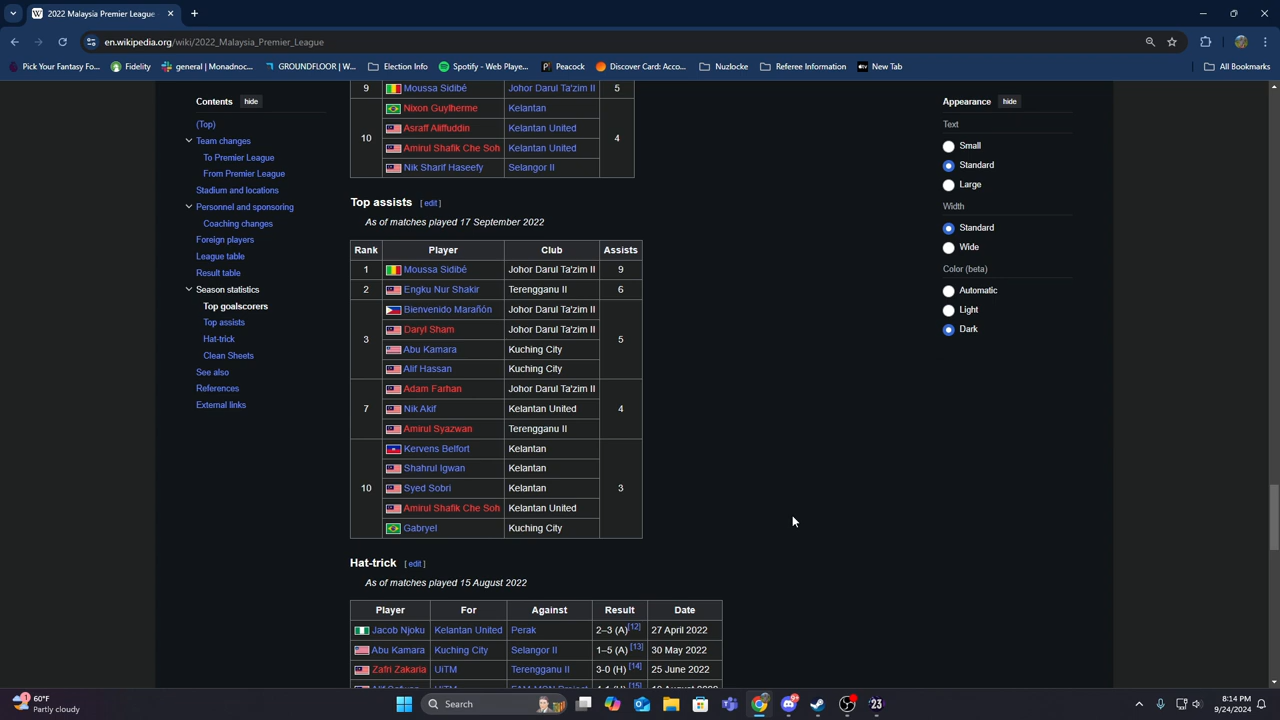 2022 Malaysia Premier League
en.wikipedia.org/wiki/2022_Malaysia_Premier_League
Pick Your Fantasy Fo... Fidelity general | Monadnoc... GROUNDFLOOR | W... Election Info Spotify - Web Playe... Peacock Discover Card: Acco... Nuzlocke Referee Information New Tab All Bookmarks
Contents hide
(Top)
Team changes
To Premier League
From Premier League
Stadium and locations
Personnel and sponsoring
Coaching changes
Foreign players
League table
Result table
Season statistics
Top goalscorers
Top assists
Hat-trick
Clean Sheets
See also
References
External links
9 Moussa Sidibé Johor Darul Ta'zim II 5
10 Nixon Guylherme Kelantan 4
Asraff Aliffuddin Kelantan United
Amirul Shafik Che Soh Kelantan United
Nik Sharif Haseefy Selangor II
Top assists [ edit ]
As of matches played 17 September 2022
Rank Player Club Assists
1 Moussa Sidibé Johor Darul Ta'zim II 9
2 Engku Nur Shakir Terengganu II 6
3 Bienvenido Marañón Johor Darul Ta'zim II 5
Daryl Sham Johor Darul Ta'zim II
Abu Kamara Kuching City
Alif Hassan Kuching City
7 Adam Farhan Johor Darul Ta'zim II 4
Nik Akif Kelantan United
Amirul Syazwan Terengganu II
10 Kervens Belfort Kelantan 3
Shahrul Igwan Kelantan
Syed Sobri Kelantan
Amirul Shafik Che Soh Kelantan United
Gabryel Kuching City
Hat-trick [ edit ]
As of matches played 15 August 2022
Player For Against Result Date
Jacob Njoku Kelantan United Perak 2–3 (A)[12] 27 April 2022
Abu Kamara Kuching City Selangor II 1–5 (A) [13] 30 May 2022
Zafri Zakaria UiTM Terengganu II 3-0 (H) [14] 25 June 2022
Appearance hide
Text
Small
Standard
Large
Width
Standard
Wide
Color (beta)
Automatic
Light
Dark
1
60°F
Partly cloudy
Search
23
8:14 PM
9/24/2024